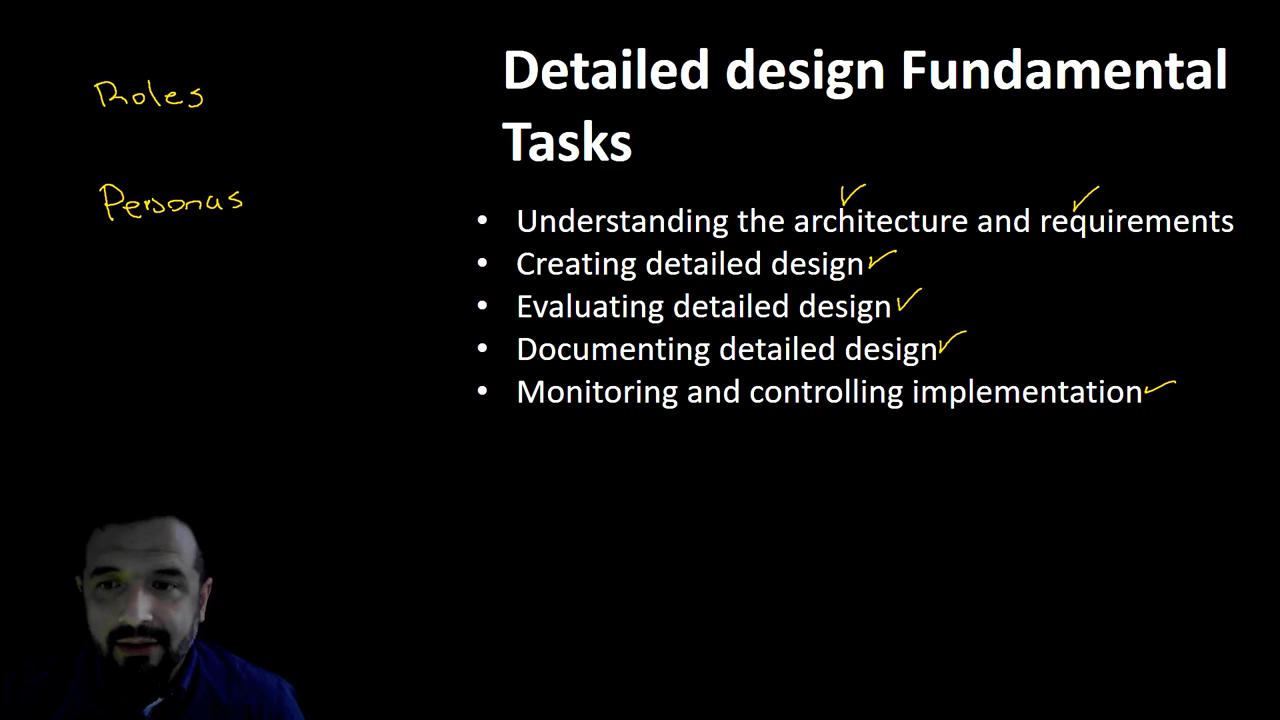 Roles
Personas
Detailed design Fundamental
Tasks
• Understanding the architecture and requirements
• Creating detailed design
• Evaluating detailed design
• Documenting detailed design
• Monitoring and controlling implementation